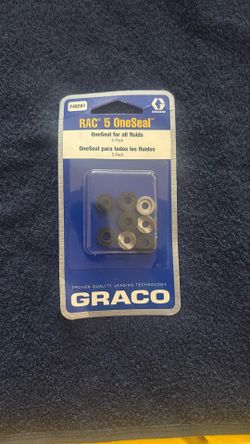 GRACO
RAC® 5 OneSeal™
OneSeal for all fluids
5-Pack
OneSeal para todos los fluidos
5-Pack
PROVEN QUALITY. LEADING TECHNOLOGY.
GRACO